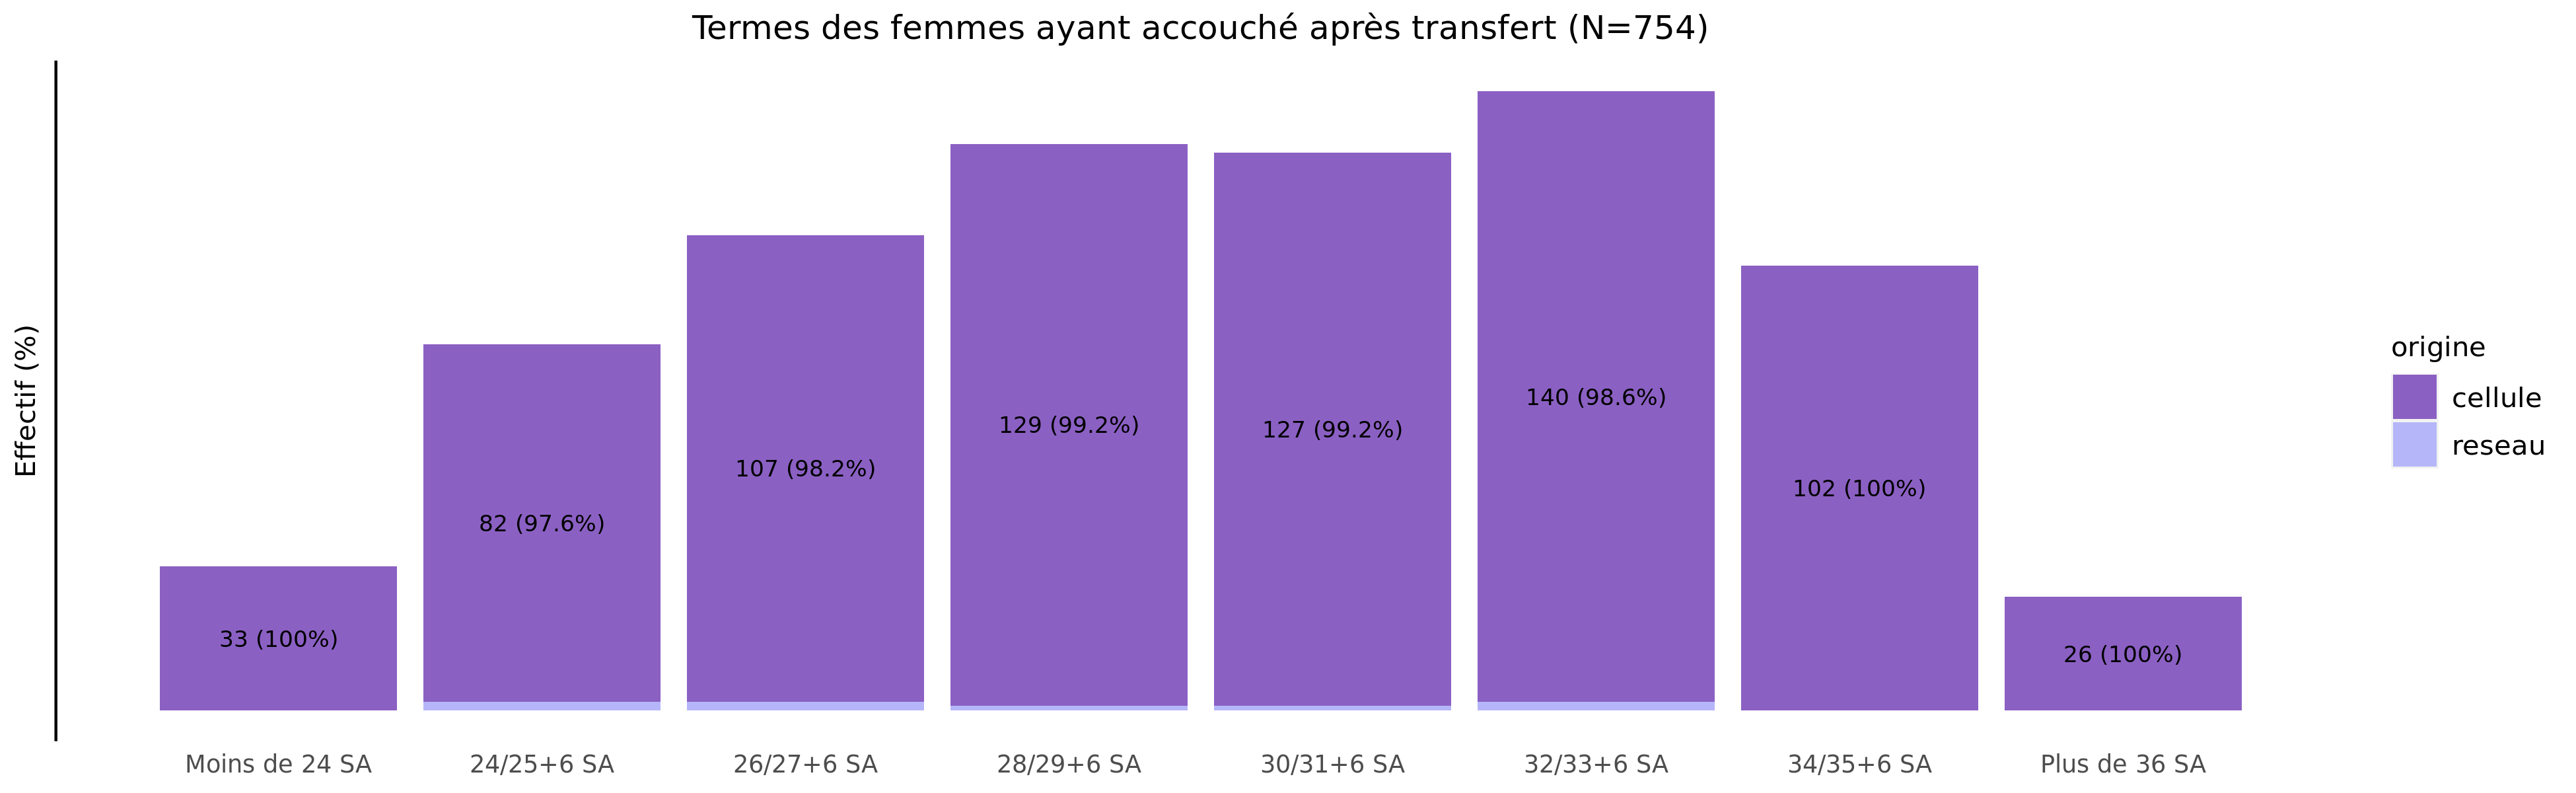 Termes des femmes ayant accouché après transfert (N=754)
Effectif (%)
33 (100%)
82 (97.6%)
107 (98.2%)
129 (99.2%)
127 (99.2%)
140 (98.6%)
102 (100%)
26 (100%)
Moins de 24 SA
24/25+6 SA
26/27+6 SA
28/29+6 SA
30/31+6 SA
32/33+6 SA
34/35+6 SA
Plus de 36 SA
origine
cellule
reseau